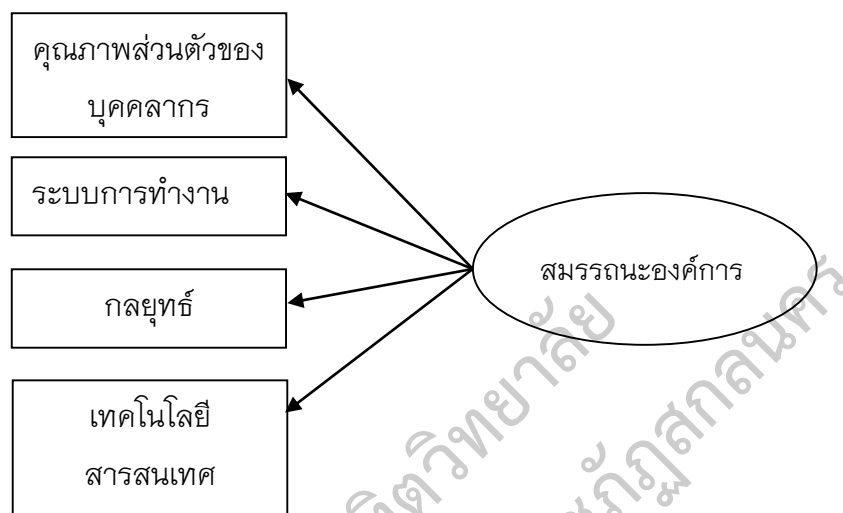 คุณภาพส่วนตัวของ
บุคคลากร
ระบบการทำงาน
กลยุทธ์
เทคโนโลยี
สารสนเทศ
สมรรถนะองค์การ